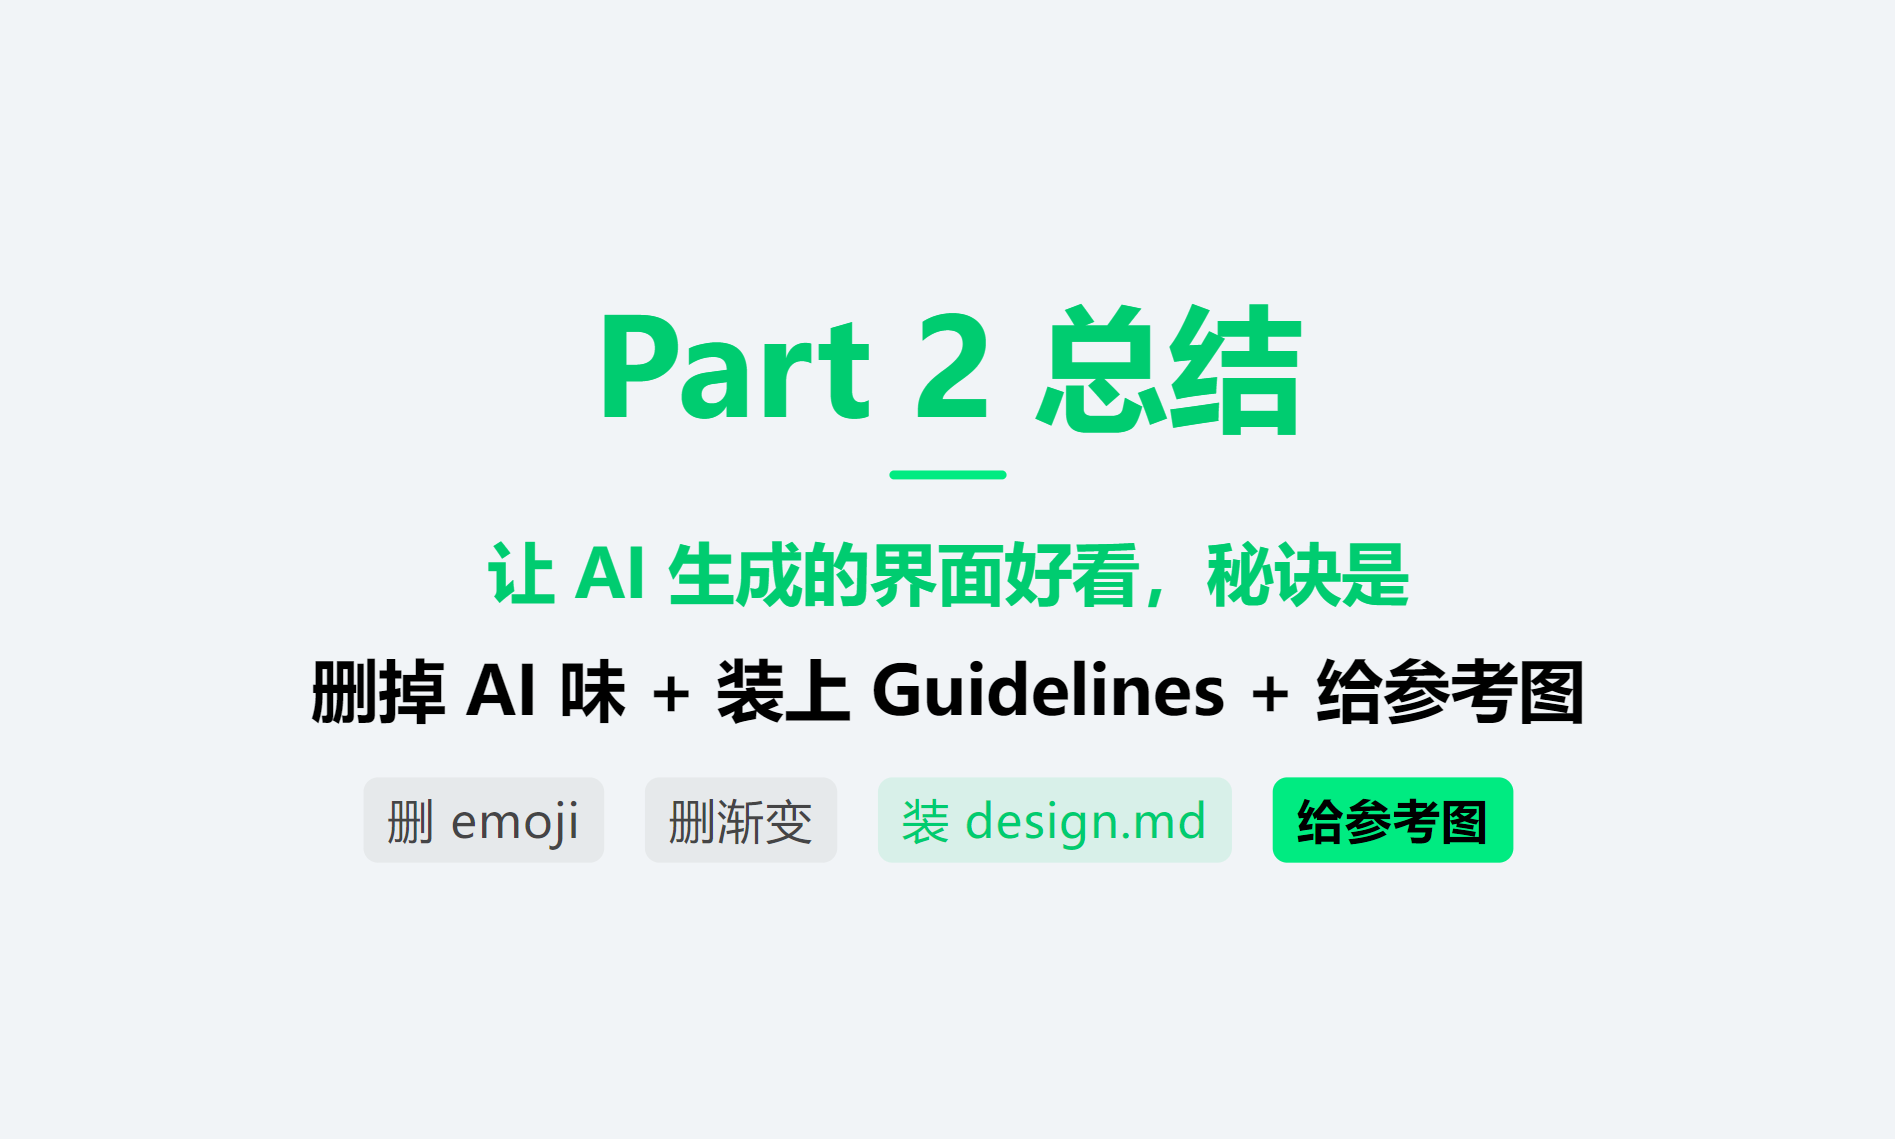 Part 2 总结
让 AI 生成的界面好看，秘诀是
删掉 AI 味 + 装上 Guidelines + 给参考图
删 emoji 删渐变 装 design.md 给参考图